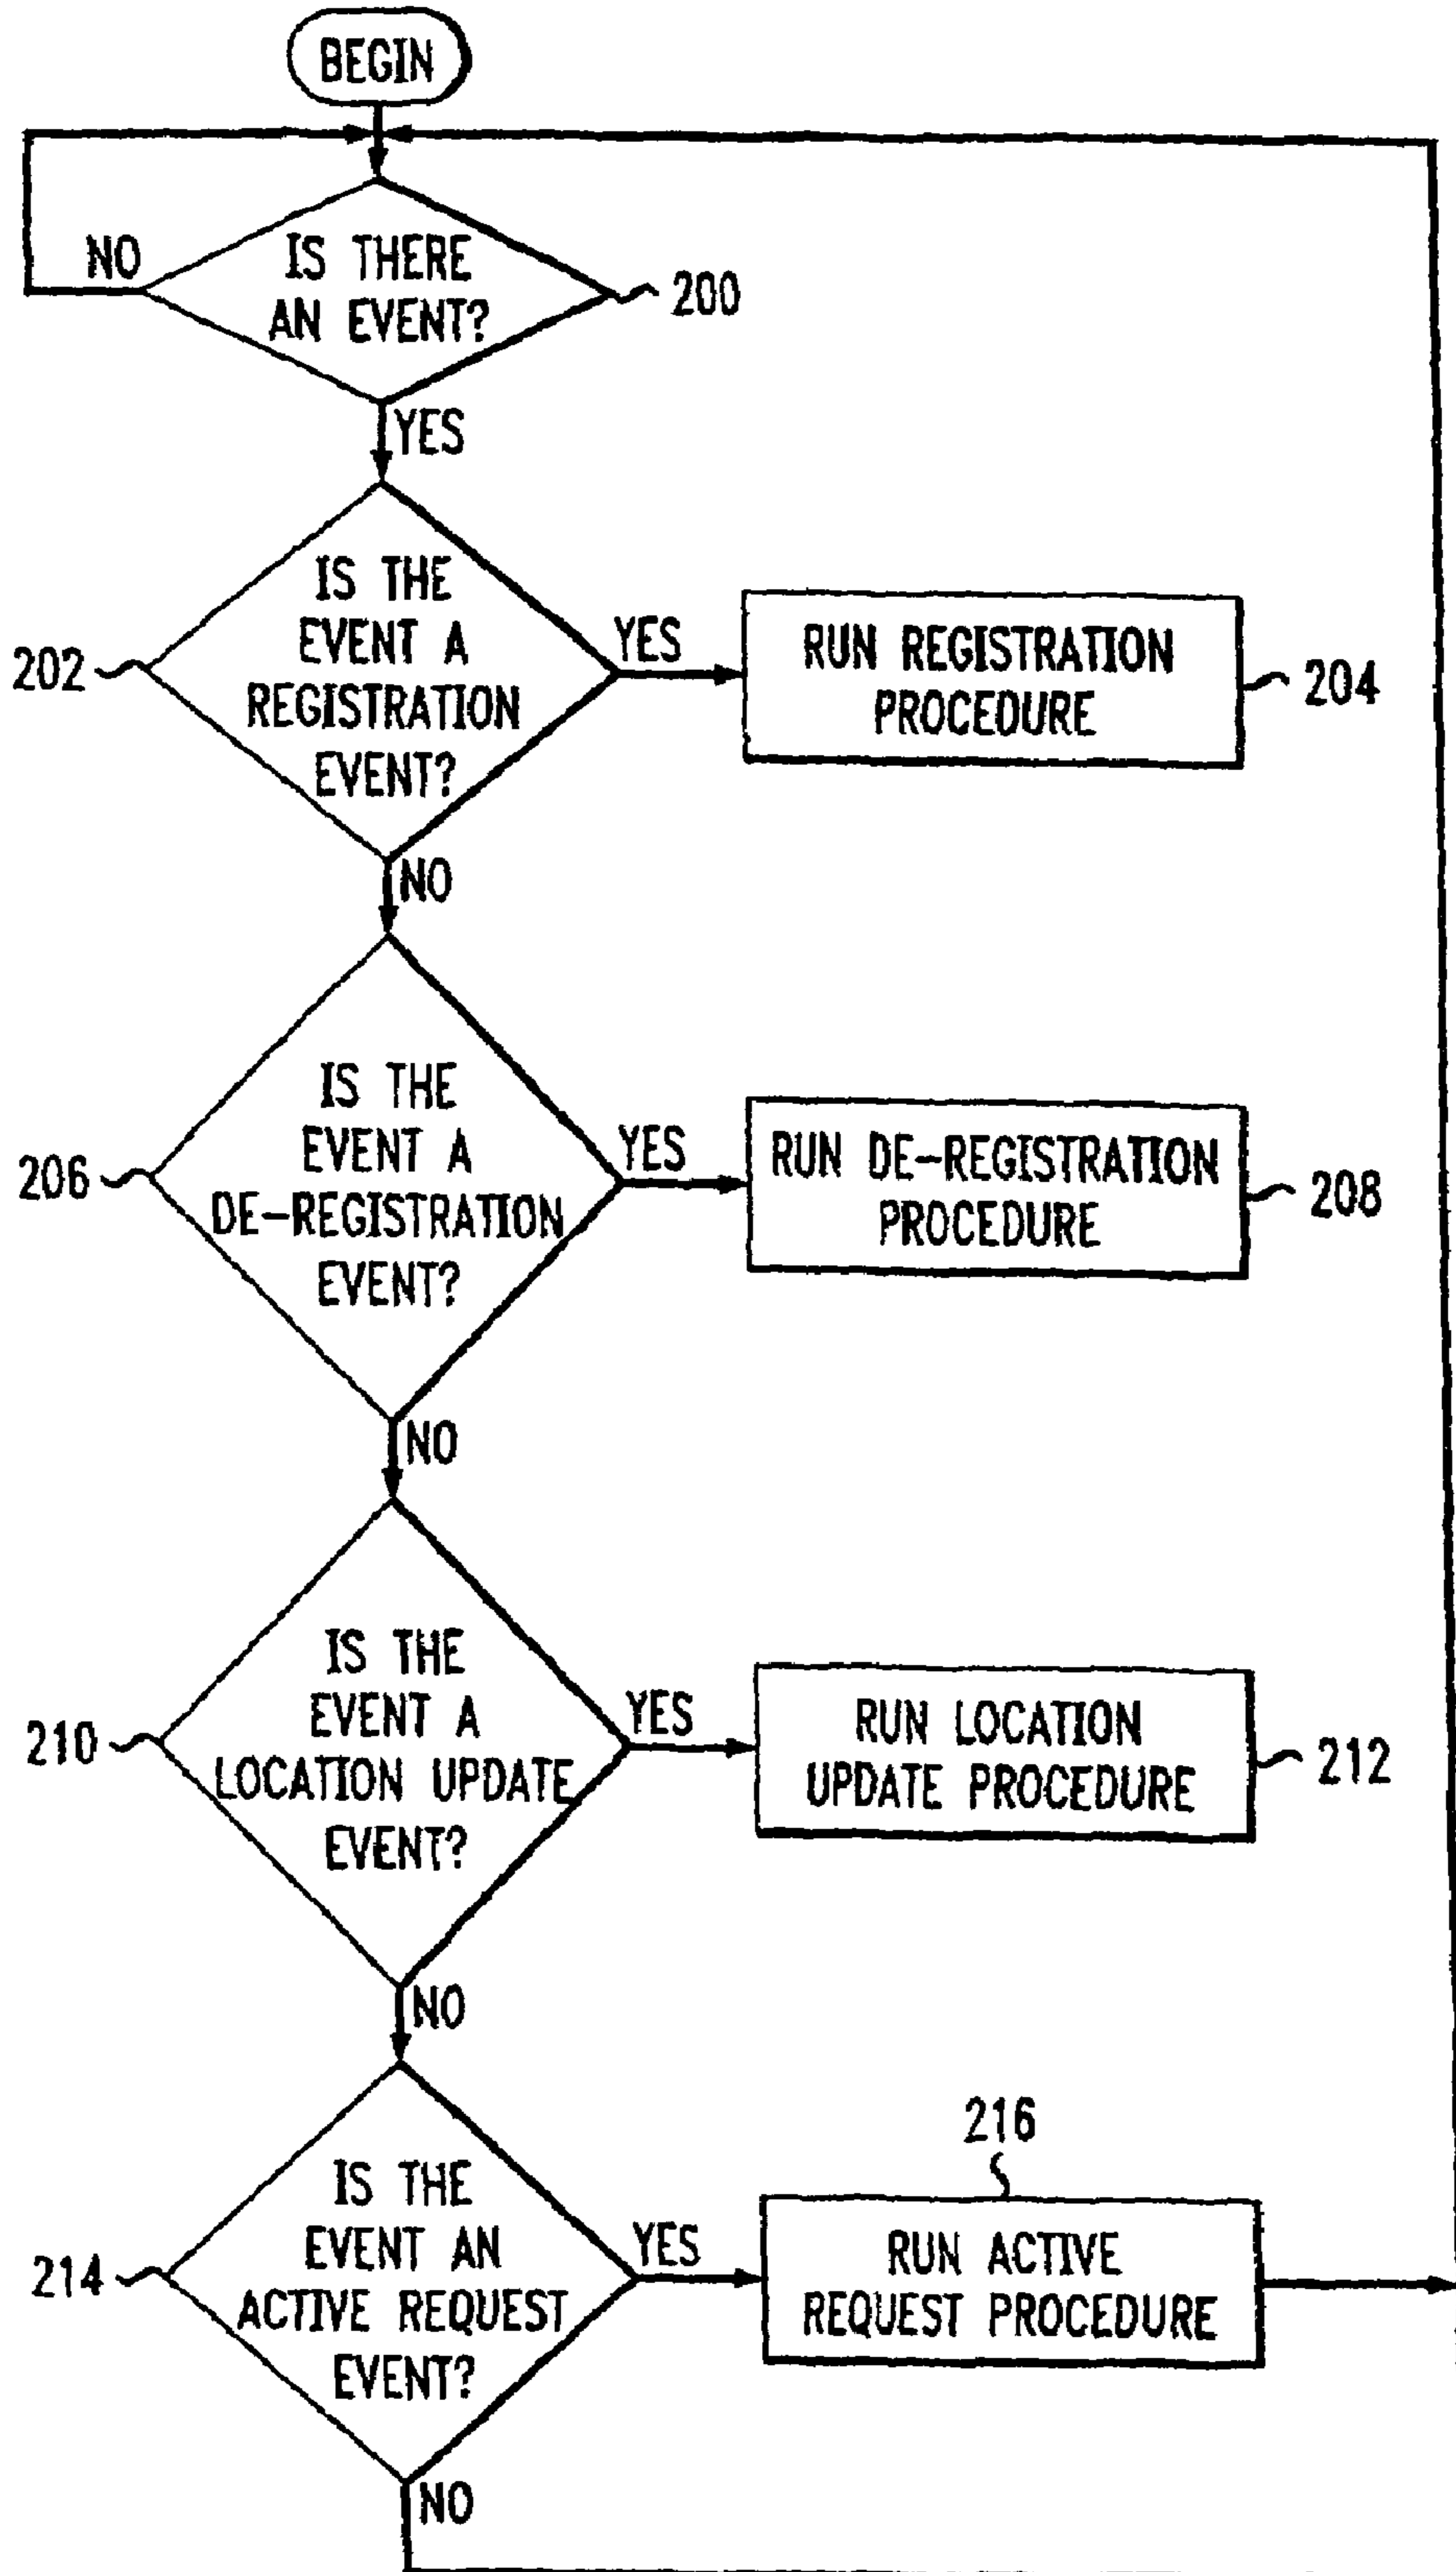 BEGIN
NO
IS THERE
AN EVENT?
200
YES
IS THE
EVENT A
REGISTRATION
EVENT?
202
YES
RUN REGISTRATION
PROCEDURE
204
NO
IS THE
EVENT A
DE-REGISTRATION
EVENT?
206
YES
RUN DE-REGISTRATION
PROCEDURE
208
NO
IS THE
EVENT A
LOCATION UPDATE
EVENT?
210
YES
RUN LOCATION
UPDATE PROCEDURE
212
NO
IS THE
EVENT AN
ACTIVE REQUEST
EVENT?
214
YES
216
RUN ACTIVE
REQUEST PROCEDURE
NO